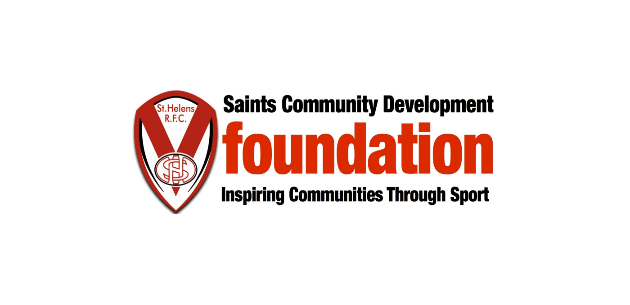 St.Helens
R.F.C.
Saints Community Development
foundation
Inspiring Communities Through Sport